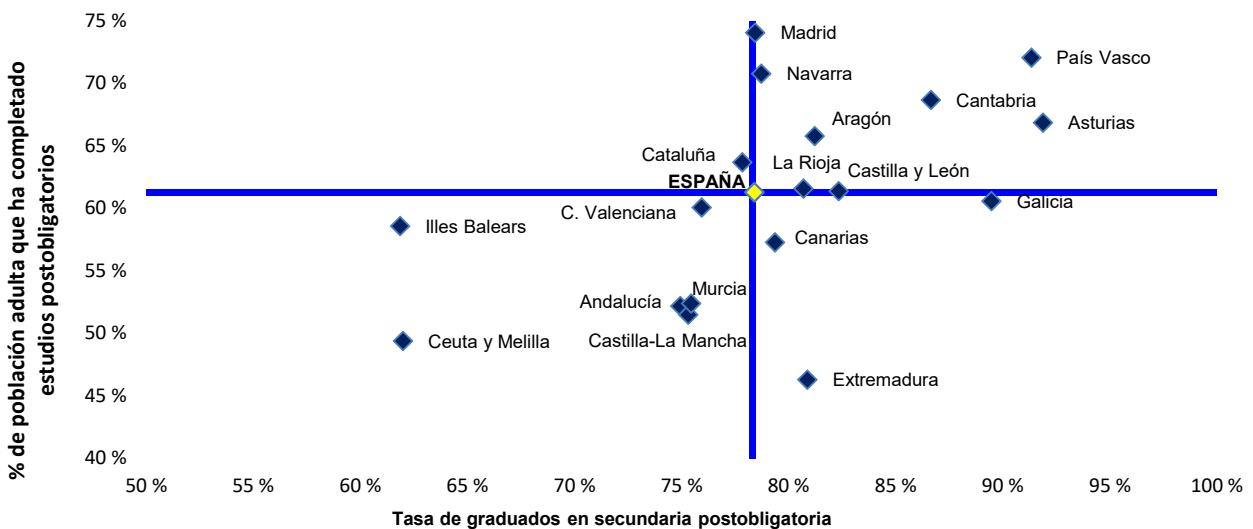 % de población adulta que ha completado
estudios postobligatorios
75 %
70 %
65 %
60 %
55 %
50 %
45 %
40 %
Madrid
País Vasco
Navarra
Cantabria
Aragón
Asturias
Cataluña
La Rioja
Castilla y León
ESPAÑA
Galicia
C. Valenciana
Illes Balears
Canarias
Murcia
Andalucía
Ceuta y Melilla
Castilla-La Mancha
Extremadura
50 %
55 %
60 %
65 %
70 %
75 %
80 %
85 %
90 %
95 %
100 %
Tasa de graduados en secundaria postobligatoria